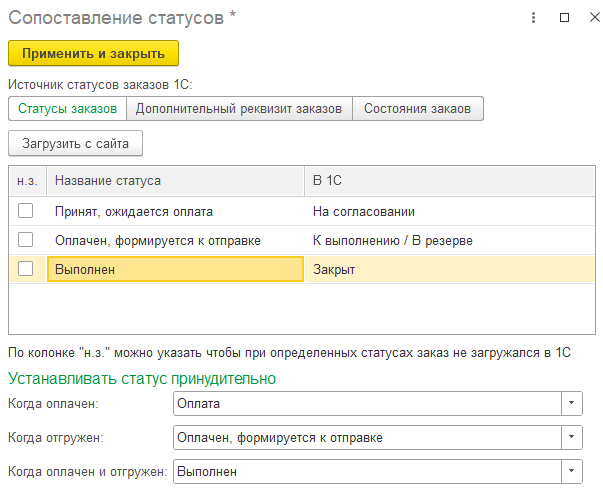 Сопоставление статусов *
Применить и закрыть
Источник статусов заказов 1С:
Статусы заказов Дополнительный реквизит заказов Состояния закаов
Загрузить с сайта
н.з. Название статуса В 1С
Принят, ожидается оплата На согласовании
Оплачен, формируется к отправке К выполнению / В резерве
Выполнен Закрыт
По колонке "н.з." можно указать чтобы при определенных статусах заказ не загружался в 1С
Устанавливать статус принудительно
Когда оплачен: Оплата
Когда отгружен: Оплачен, формируется к отправке
Когда оплачен и отгружен: Выполнен